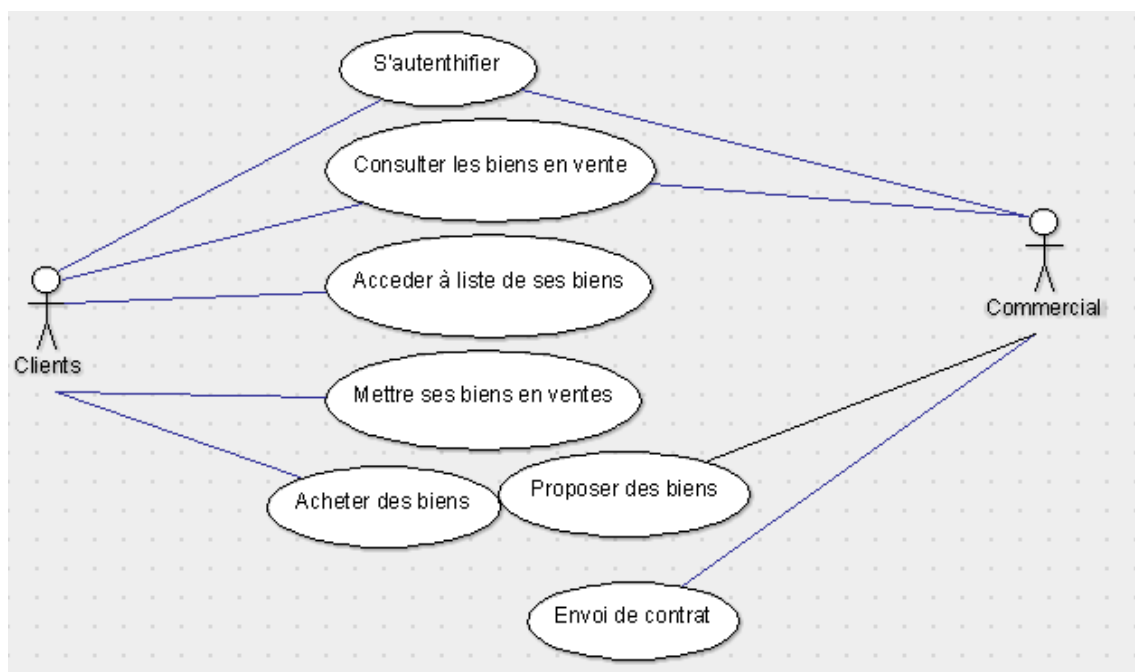 S'autenthifier
Consulter les biens en vente
Acceder à liste de ses biens
Commercial
Clients
Mettre ses biens en ventes
Acheter des biens
Proposer des biens
Envoi de contrat